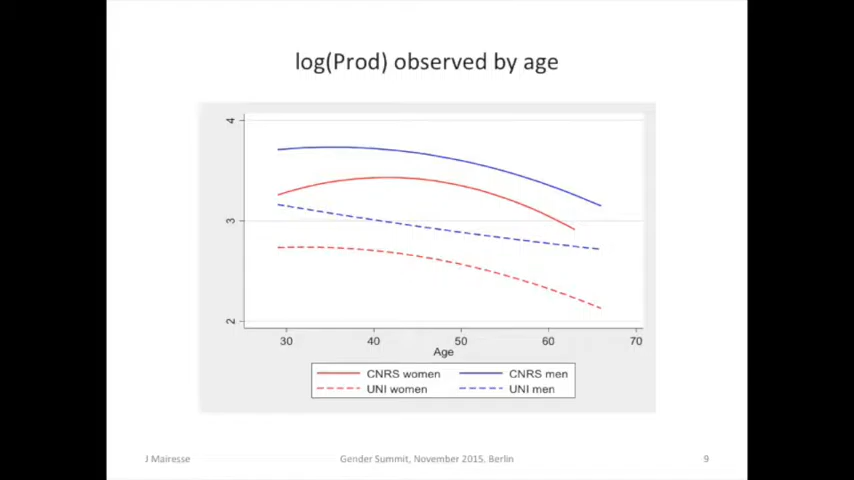 log(Prod) observed by age
4
3
2
30 40 50 60 70
Age
CNRS women CNRS men
UNI women UNI men
J Mairesse Gender Summit, November 2015. Berlin 9